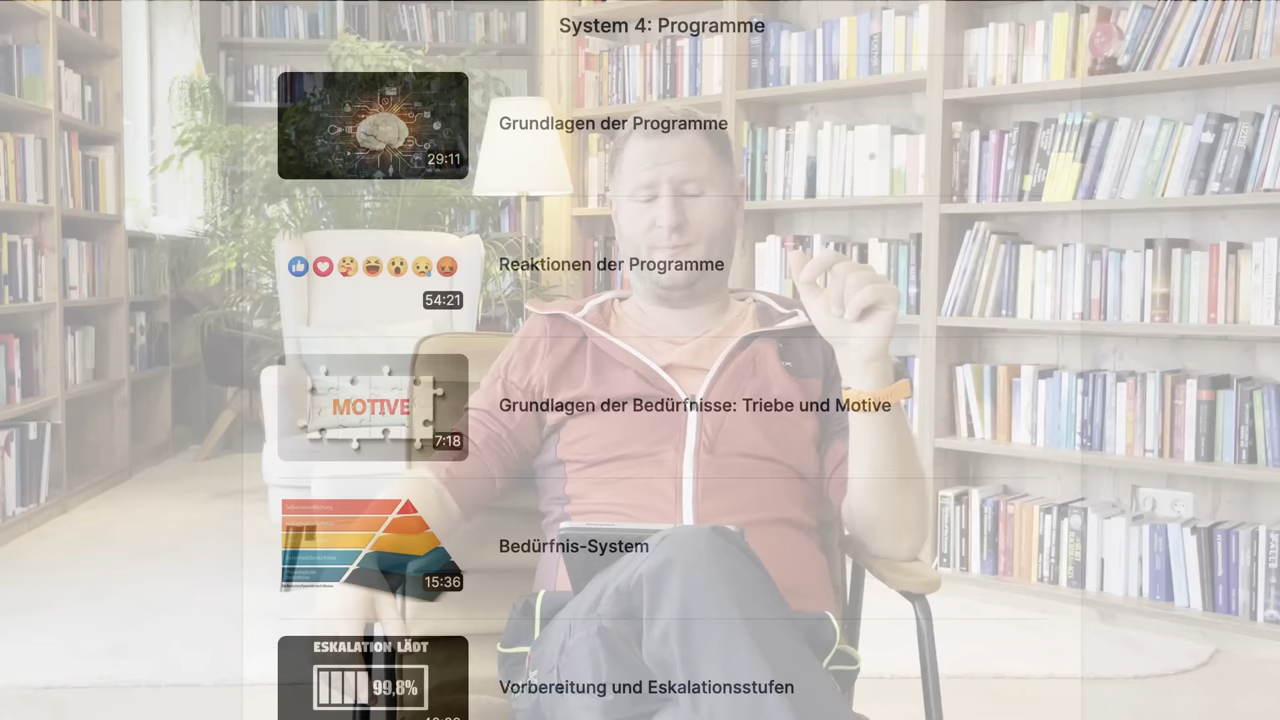 System 4: Programme
29:11
Grundlagen der Programme
54:21
Reaktionen der Programme
MOTIVE
7:18
Grundlagen der Bedürfnisse: Triebe und Motive
15:36
Bedürfnis-System
ESKALATION LÄDT
99,8%
Vorbereitung und Eskalationsstufen